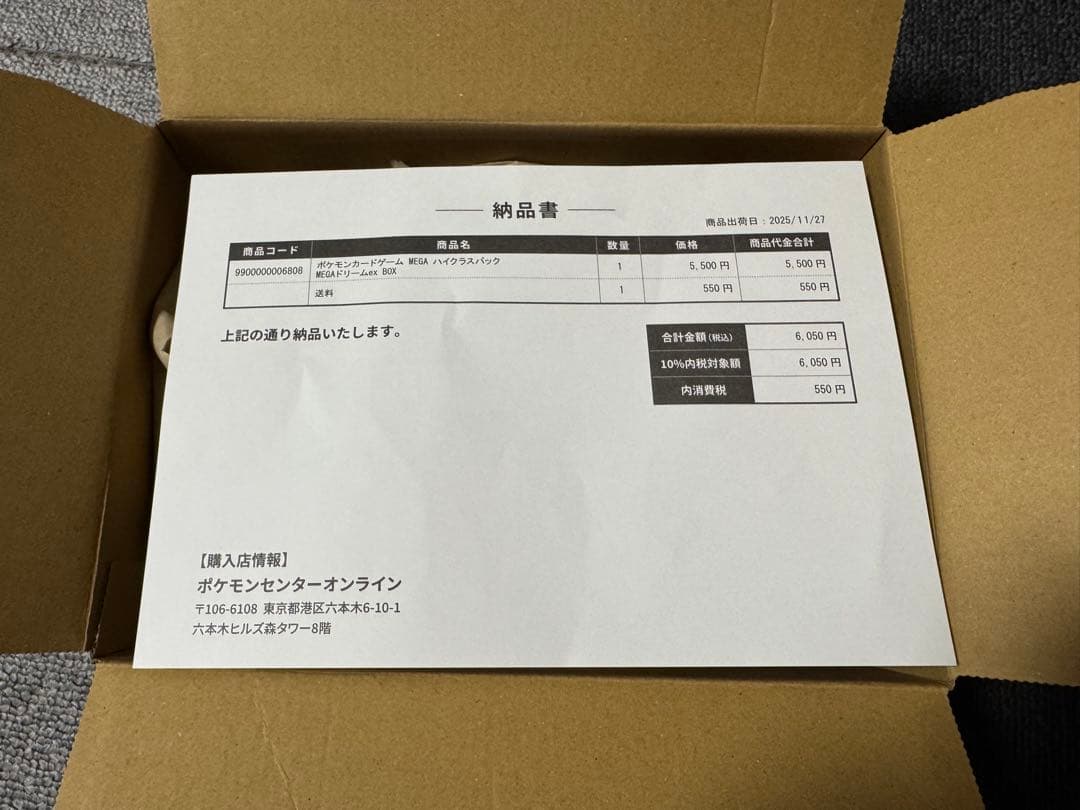 納品書
商品出荷日：2025/11/27
商品コード 商品名 数量 価格 商品代金合計
9900000006808 ポケモンカードゲーム MEGA ハイクラスパック 1 5,500 円 5,500 円
MEGAドリームex BOX
送料 1 550 円 550 円
上記の通り納品いたします。
合計金額(税込) 6,050 円
10%内税対象額 6,050 円
内消費税 550 円
【購入店情報】
ポケモンセンターオンライン
〒106-6108 東京都港区六本木6-10-1
六本木ヒルズ森タワー8階